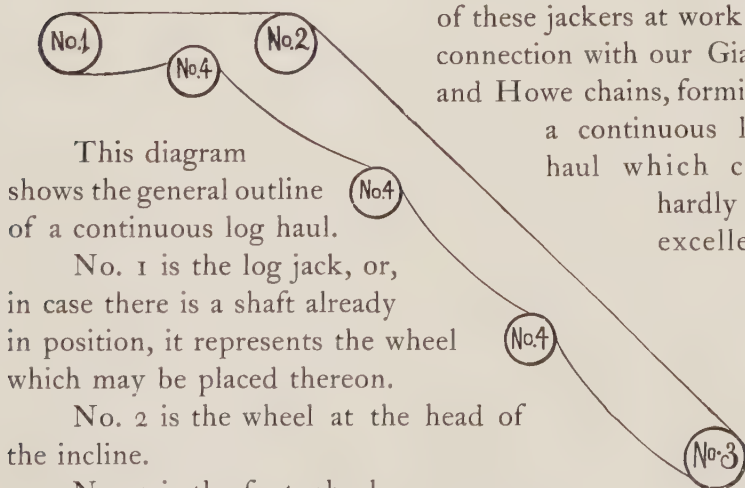 No.1
No.2
No.4
No.4
No.4
No.3
of these jackers at work
connection with our
and Howe chains,
a continuous
haul which
hardly
This diagram
shows the general outline
of a continuous log haul.
No. 1 is the log jack, or,
in case there is a shaft already
in position, it represents the wheel
which may be placed thereon.
No. 2 is the wheel at the head of
the incline.